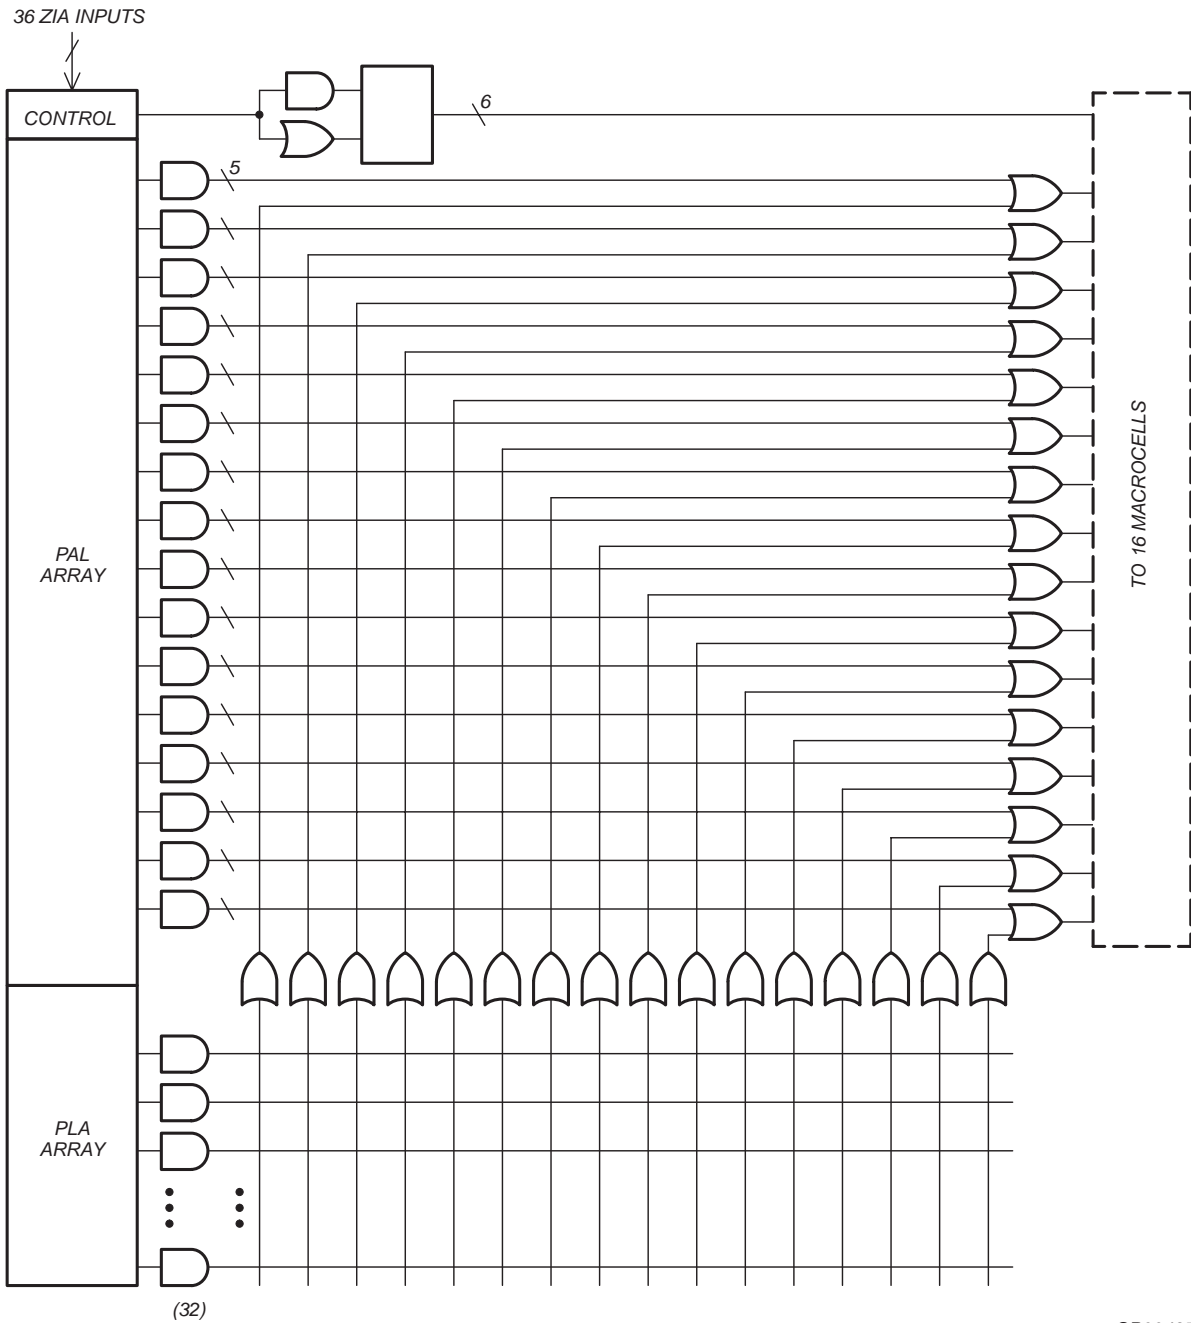 36 ZIA INPUTS
CONTROL
6
5
PAL
ARRAY
TO 16 MACROCELLS
PLA
ARRAY
(32)